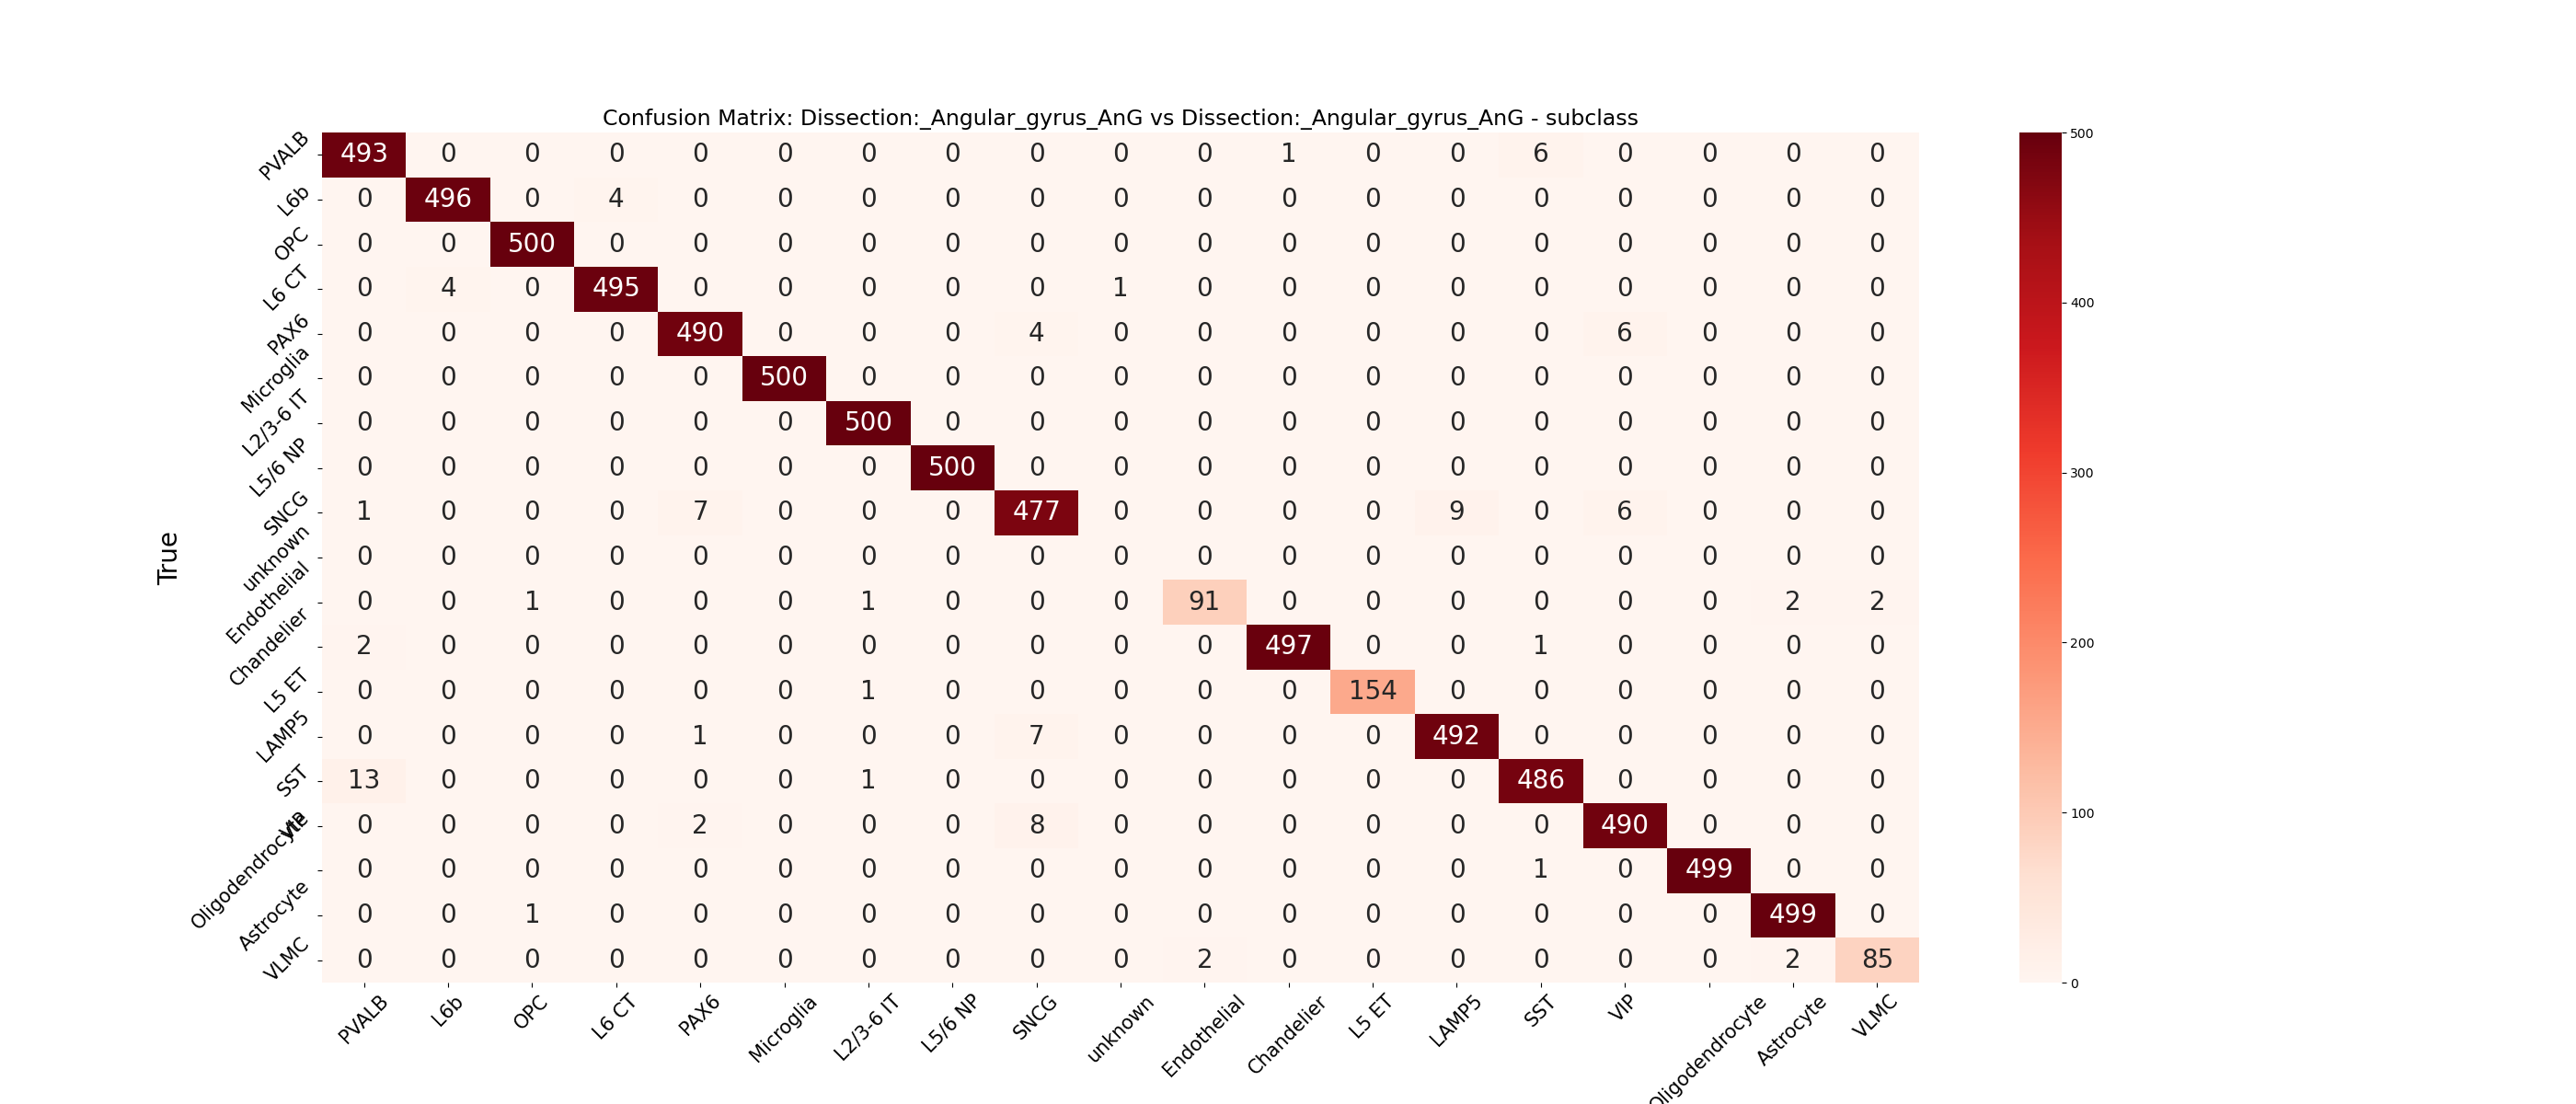 Confusion Matrix: Dissection:_Angular_gyrus_AnG vs Dissection:_Angular_gyrus_AnG - subclass
True
PVALB 493 0 0 0 0 0 0 0 0 0 0 1 0 0 6 0 0 0 0
L6b 0 496 0 4 0 0 0 0 0 0 0 0 0 0 0 0 0 0 0
OPC 0 0 500 0 0 0 0 0 0 0 0 0 0 0 0 0 0 0 0
L6 CT 0 4 0 495 0 0 0 0 0 1 0 0 0 0 0 0 0 0 0
PAX6 0 0 0 0 490 0 0 0 4 0 0 0 0 0 0 6 0 0 0
Microglia 0 0 0 0 0 500 0 0 0 0 0 0 0 0 0 0 0 0 0
L2/3-6 IT 0 0 0 0 0 0 500 0 0 0 0 0 0 0 0 0 0 0 0
L5/6 NP 0 0 0 0 0 0 0 500 0 0 0 0 0 0 0 0 0 0 0
SNCG 1 0 0 0 7 0 0 0 477 0 0 0 0 9 0 6 0 0 0
unknown 0 0 0 0 0 0 0 0 0 0 0 0 0 0 0 0 0 0 0
Endothelial 0 0 1 0 0 0 1 0 0 0 91 0 0 0 0 0 0 2 2
Chandelier 2 0 0 0 0 0 0 0 0 0 0 497 0 0 1 0 0 0 0
L5 ET 0 0 0 0 0 0 1 0 0 0 0 0 154 0 0 0 0 0 0
LAMP5 0 0 0 0 1 0 0 0 7 0 0 0 0 492 0 0 0 0 0
SST 13 0 0 0 0 0 1 0 0 0 0 0 0 0 486 0 0 0 0
VIP 0 0 0 0 2 0 0 0 8 0 0 0 0 0 0 490 0 0 0
Oligodendrocyte 0 0 0 0 0 0 0 0 0 0 0 0 0 0 1 0 499 0 0
Astrocyte 0 0 1 0 0 0 0 0 0 0 0 0 0 0 0 0 0 499 0
VLMC 0 0 0 0 0 0 0 0 0 0 2 0 0 0 0 0 0 2 85
PVALB L6b OPC L6 CT PAX6 Microglia L2/3-6 IT L5/6 NP SNCG unknown Endothelial Chandelier L5 ET LAMP5 SST VIP Oligodendrocyte Astrocyte VLMC
500
400
300
200
100
0